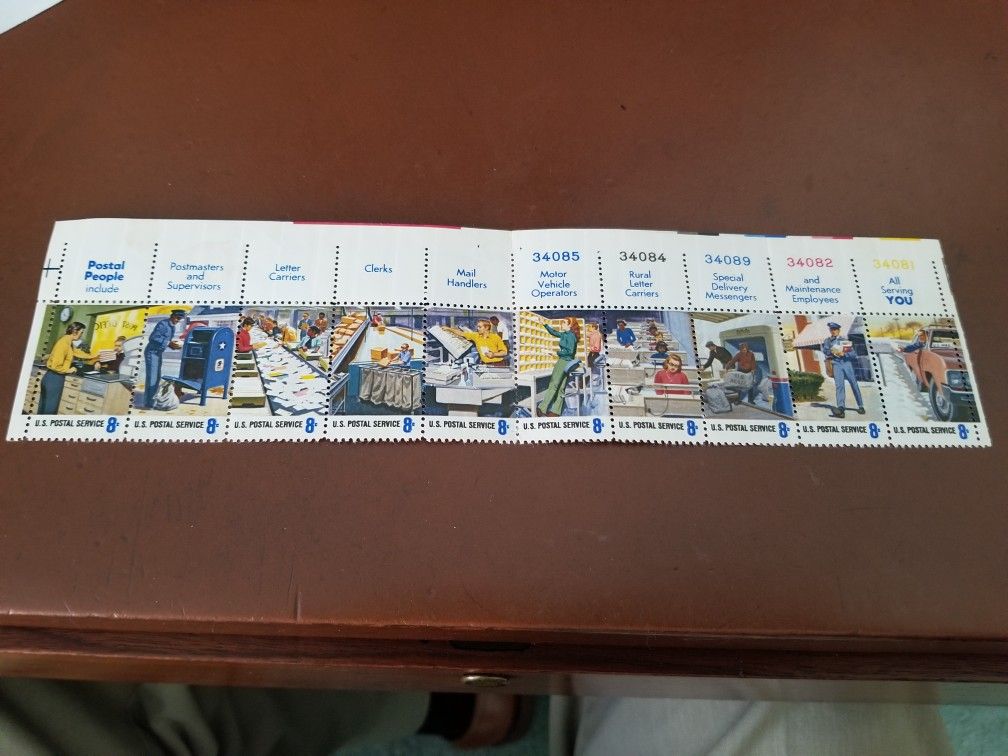 34085 34084 34089 34082 34081
Postal
People
include
Postmasters
and
Supervisors
Letter
Carriers
Clerks
Mail
Handlers
Motor
Vehicle
Operators
Rural
Letter
Carriers
Special
Delivery
Messengers
and
Maintenance
Employees
All
Serving
YOU
U.S. POSTAL SERVICE 8c
U.S. POSTAL SERVICE 8c
U.S. POSTAL SERVICE 8c
U.S. POSTAL SERVICE 8c
U.S. POSTAL SERVICE 8c
U.S. POSTAL SERVICE 8c
U.S. POSTAL SERVICE 8c
U.S. POSTAL SERVICE 8c
U.S. POSTAL SERVICE 8c
U.S. POSTAL SERVICE 8c